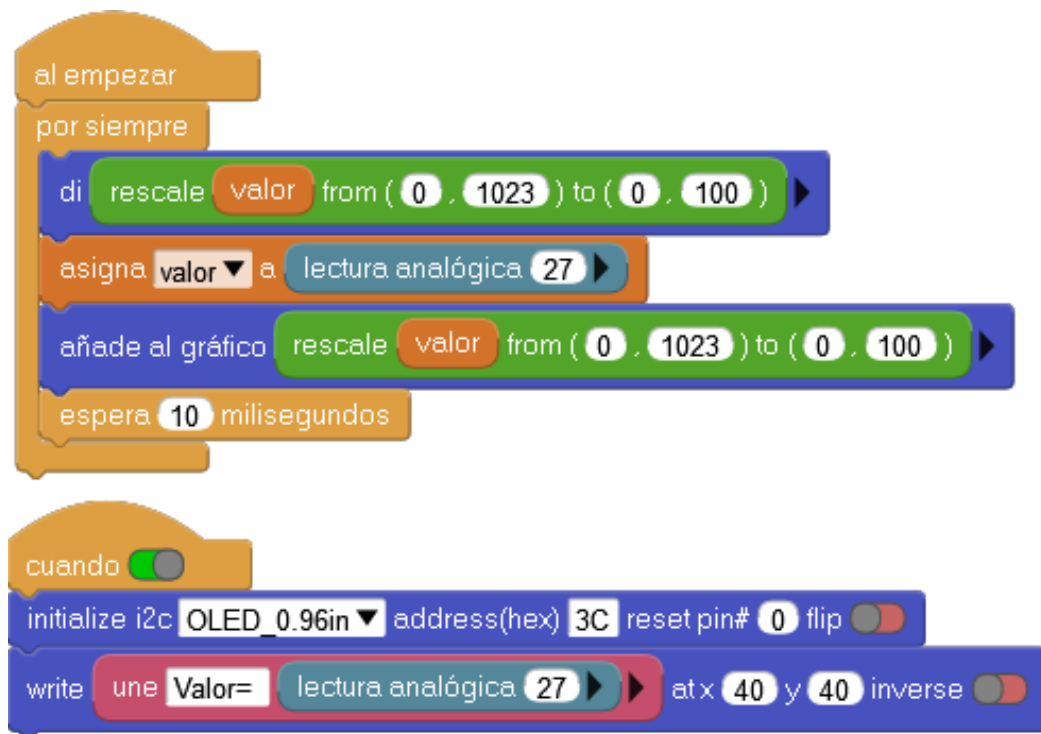 al empezar
por siempre
di rescale valor from ( 0 , 1023 ) to ( 0 , 100 )
asigna valor a lectura analógica 27
añade al gráfico rescale valor from ( 0 , 1023 ) to ( 0 , 100 )
espera 10 milisegundos
cuando
initialize i2c OLED_0.96in address(hex) 3C reset pin# 0 flip
write une Valor= lectura analógica 27 at x 40 y 40 inverse